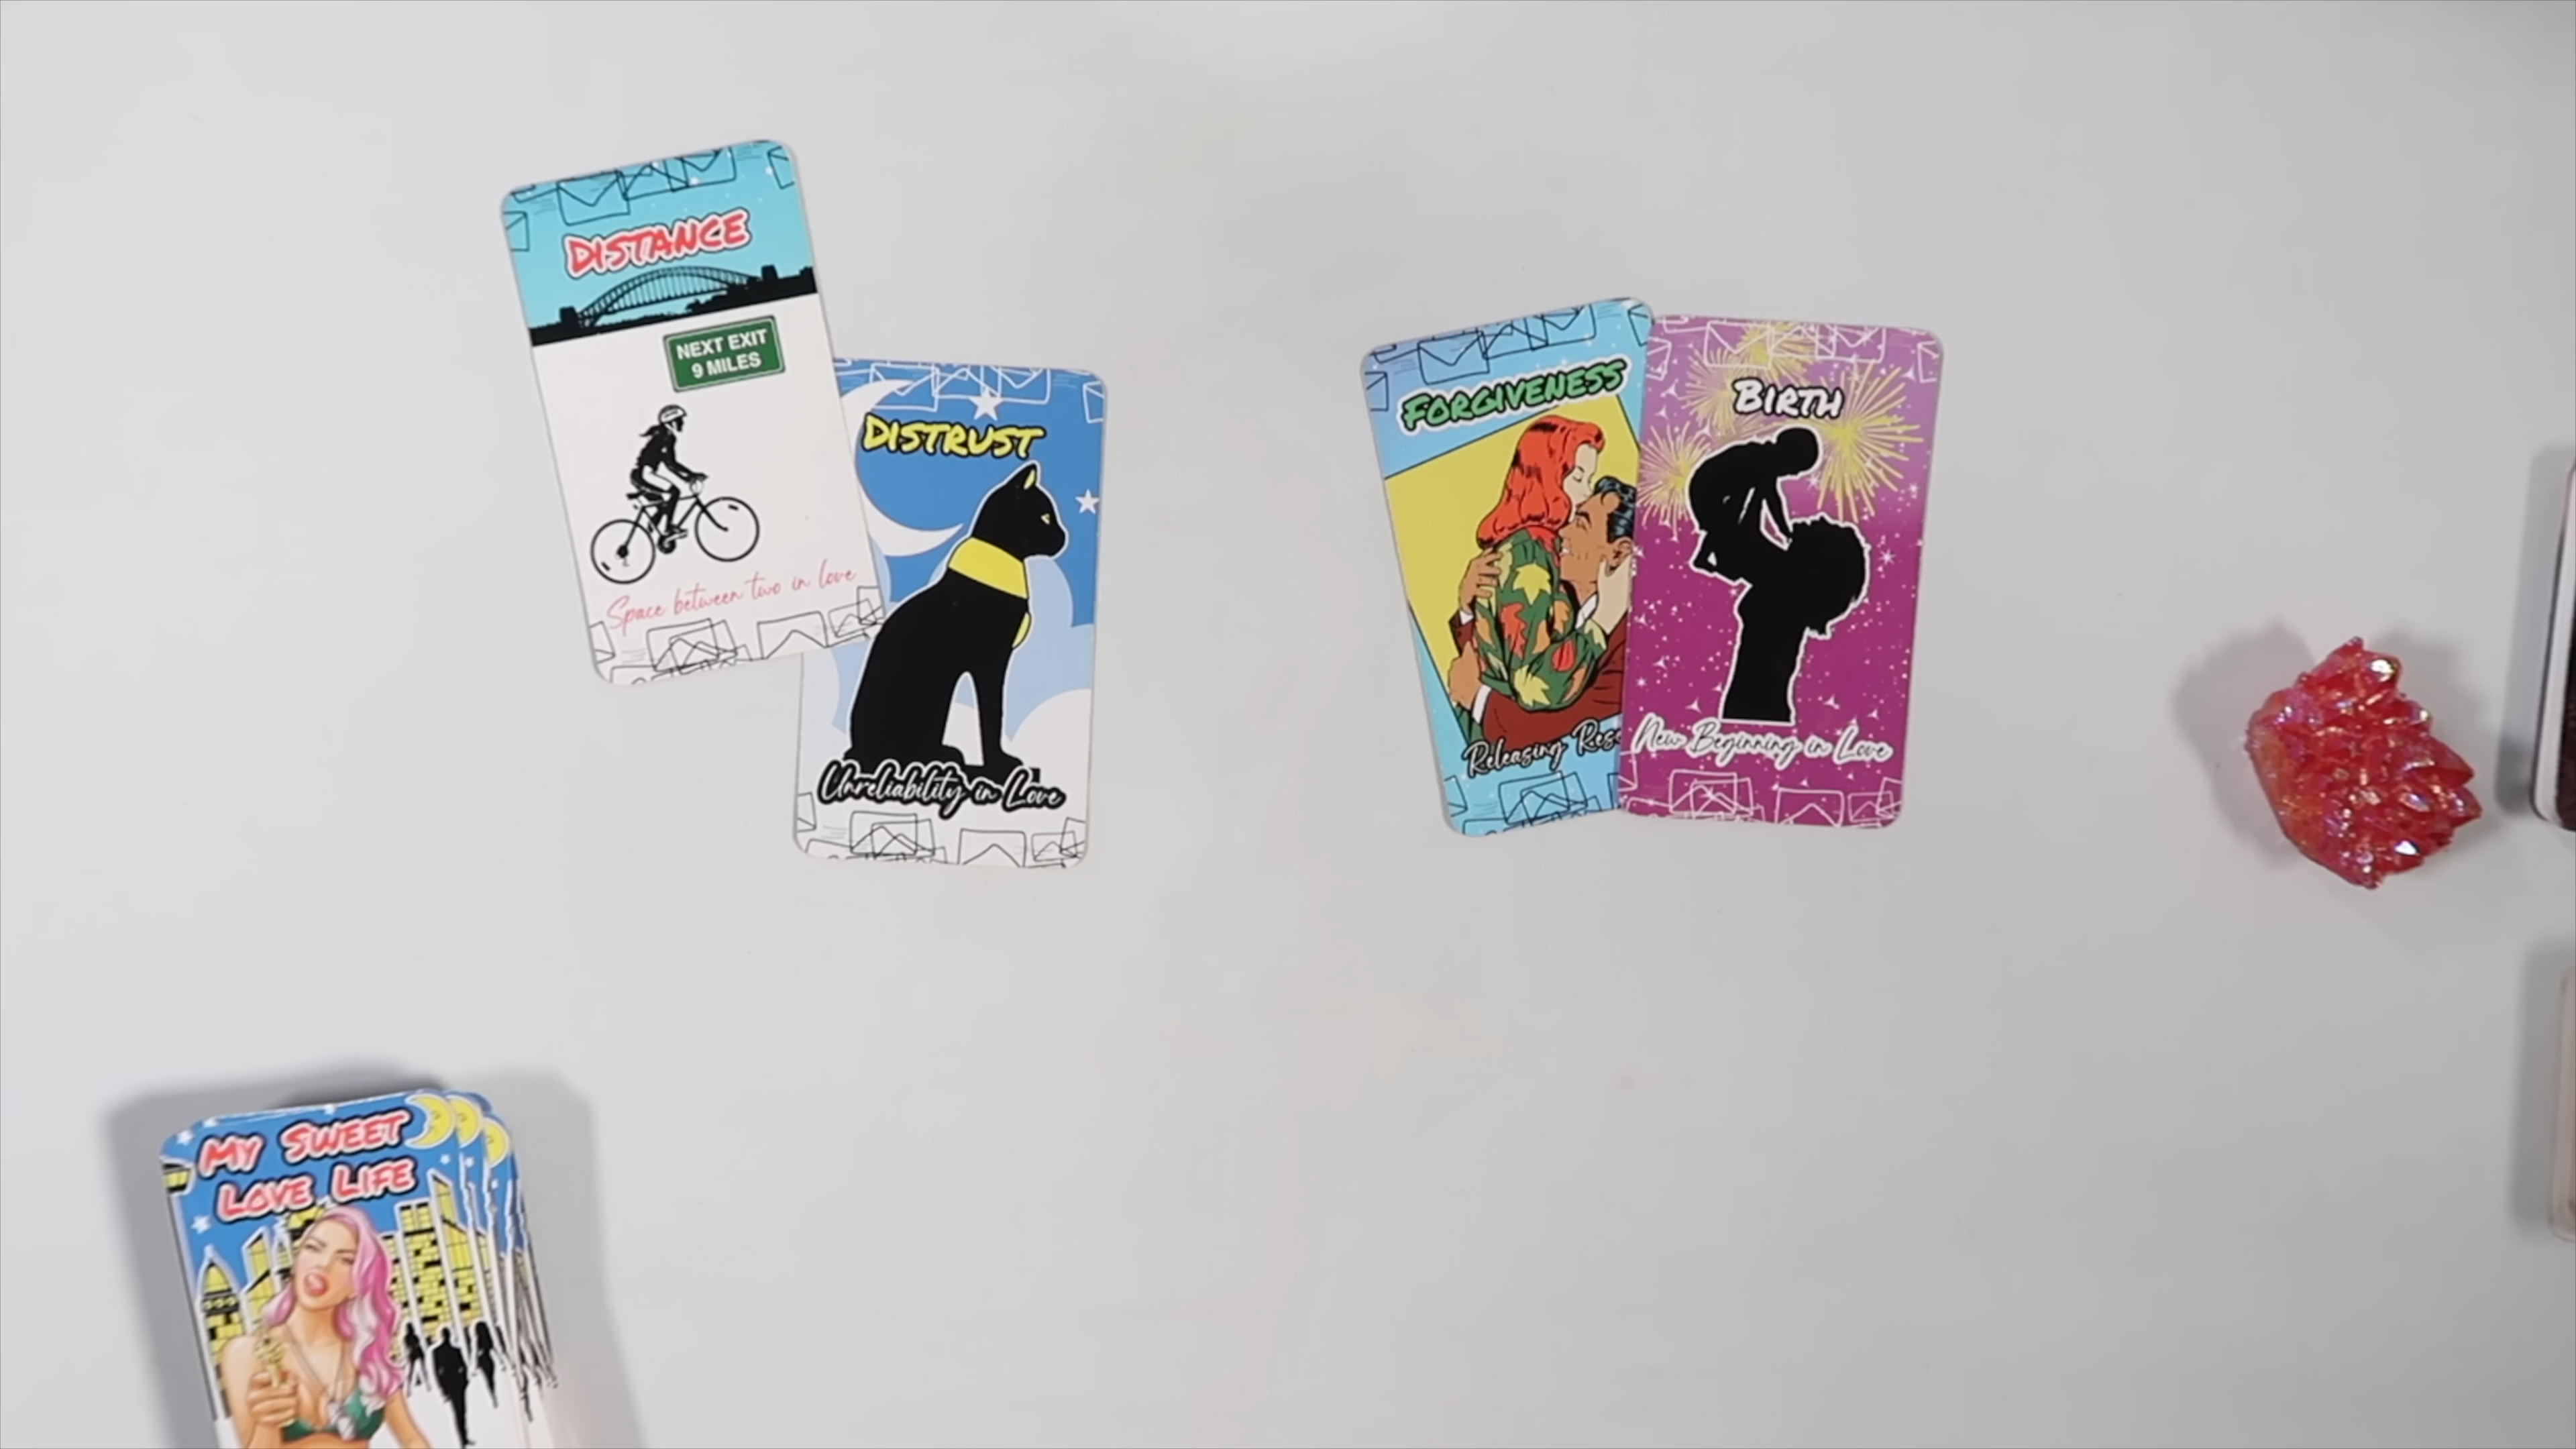 DISTANCE
NEXT EXIT
9 MILES
Space between two in love
DISTRUST
Unreliability in Love
FORGIVENESS
Releasing
BIRTH
New Beginning in Love
MY SWEET
LOVE LIFE